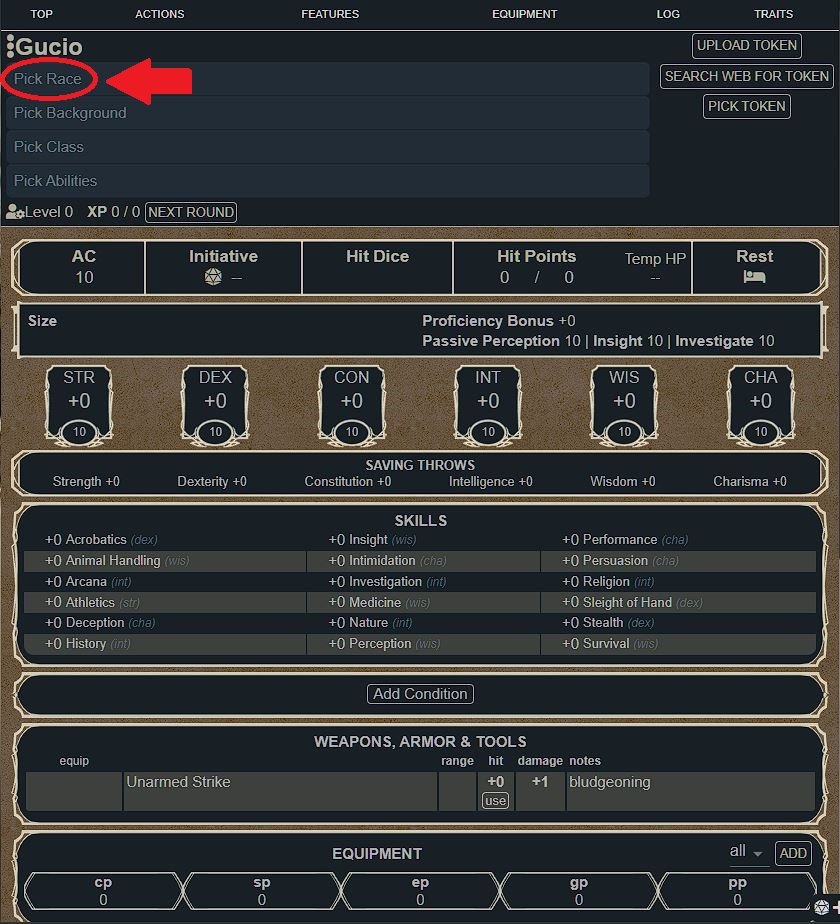 TOP ACTIONS FEATURES EQUIPMENT LOG TRAITS
Gucio
UPLOAD TOKEN
Pick Race
SEARCH WEB FOR TOKEN
Pick Background
PICK TOKEN
Pick Class
Pick Abilities
Level 0 XP 0 / 0 NEXT ROUND
AC Initiative Hit Dice Hit Points Temp HP Rest
10 -- 0 / 0 --
Size Proficiency Bonus +0
Passive Perception 10 | Insight 10 | Investigate 10
STR DEX CON INT WIS CHA
+0 +0 +0 +0 +0 +0
10 10 10 10 10 10
SAVING THROWS
Strength +0 Dexterity +0 Constitution +0 Intelligence +0 Wisdom +0 Charisma +0
SKILLS
+0 Acrobatics (dex) +0 Insight (wis) +0 Performance (cha)
+0 Animal Handling (wis) +0 Intimidation (cha) +0 Persuasion (cha)
+0 Arcana (int) +0 Investigation (int) +0 Religion (int)
+0 Athletics (str) +0 Medicine (wis) +0 Sleight of Hand (dex)
+0 Deception (cha) +0 Nature (int) +0 Stealth (dex)
+0 History (int) +0 Perception (wis) +0 Survival (wis)
Add Condition
WEAPONS, ARMOR & TOOLS
equip range hit damage notes
Unarmed Strike +0 +1 bludgeoning
use
EQUIPMENT all ADD
cp sp ep gp pp
0 0 0 0 0